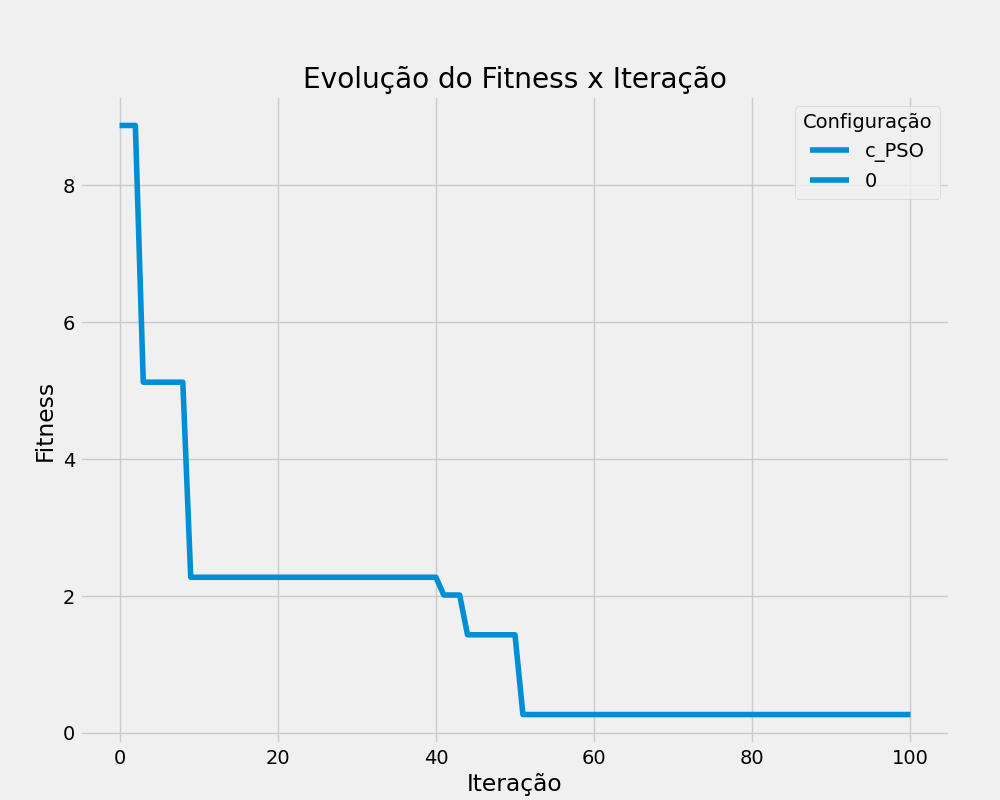 Evolução do Fitness x Iteração
Configuração
c_PSO
0
Fitness
8
6
4
2
0
0 20 40 60 80 100
Iteração